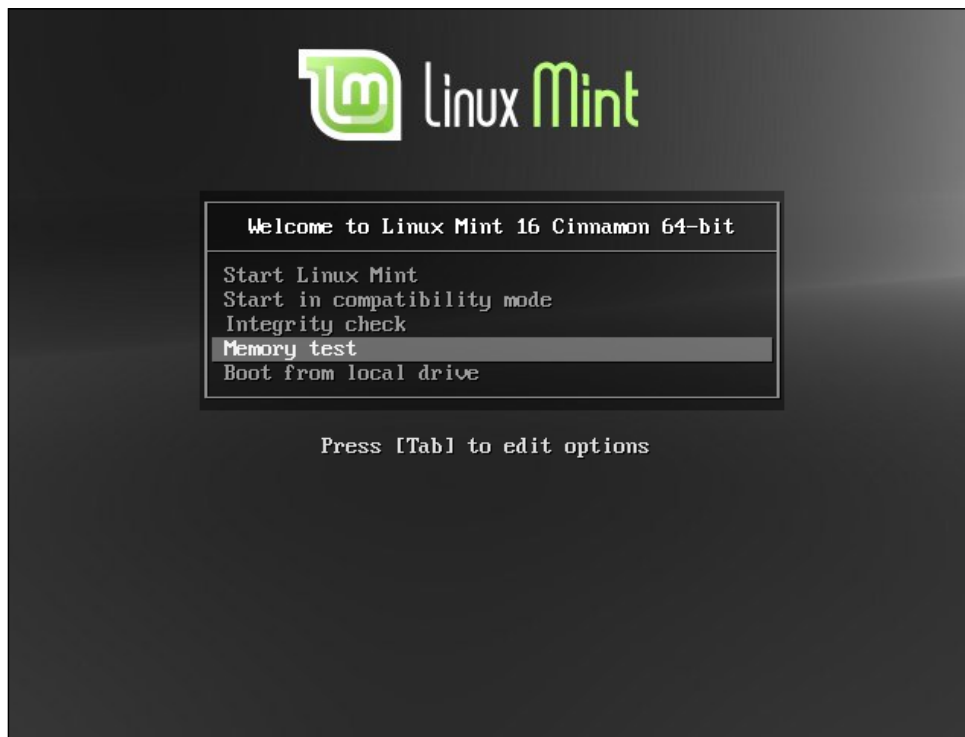 Linux Mint
Welcome to Linux Mint 16 Cinnamon 64-bit
Start Linux Mint
Start in compatibility mode
Integrity check
Memory test
Boot from local drive
Press [Tab] to edit options